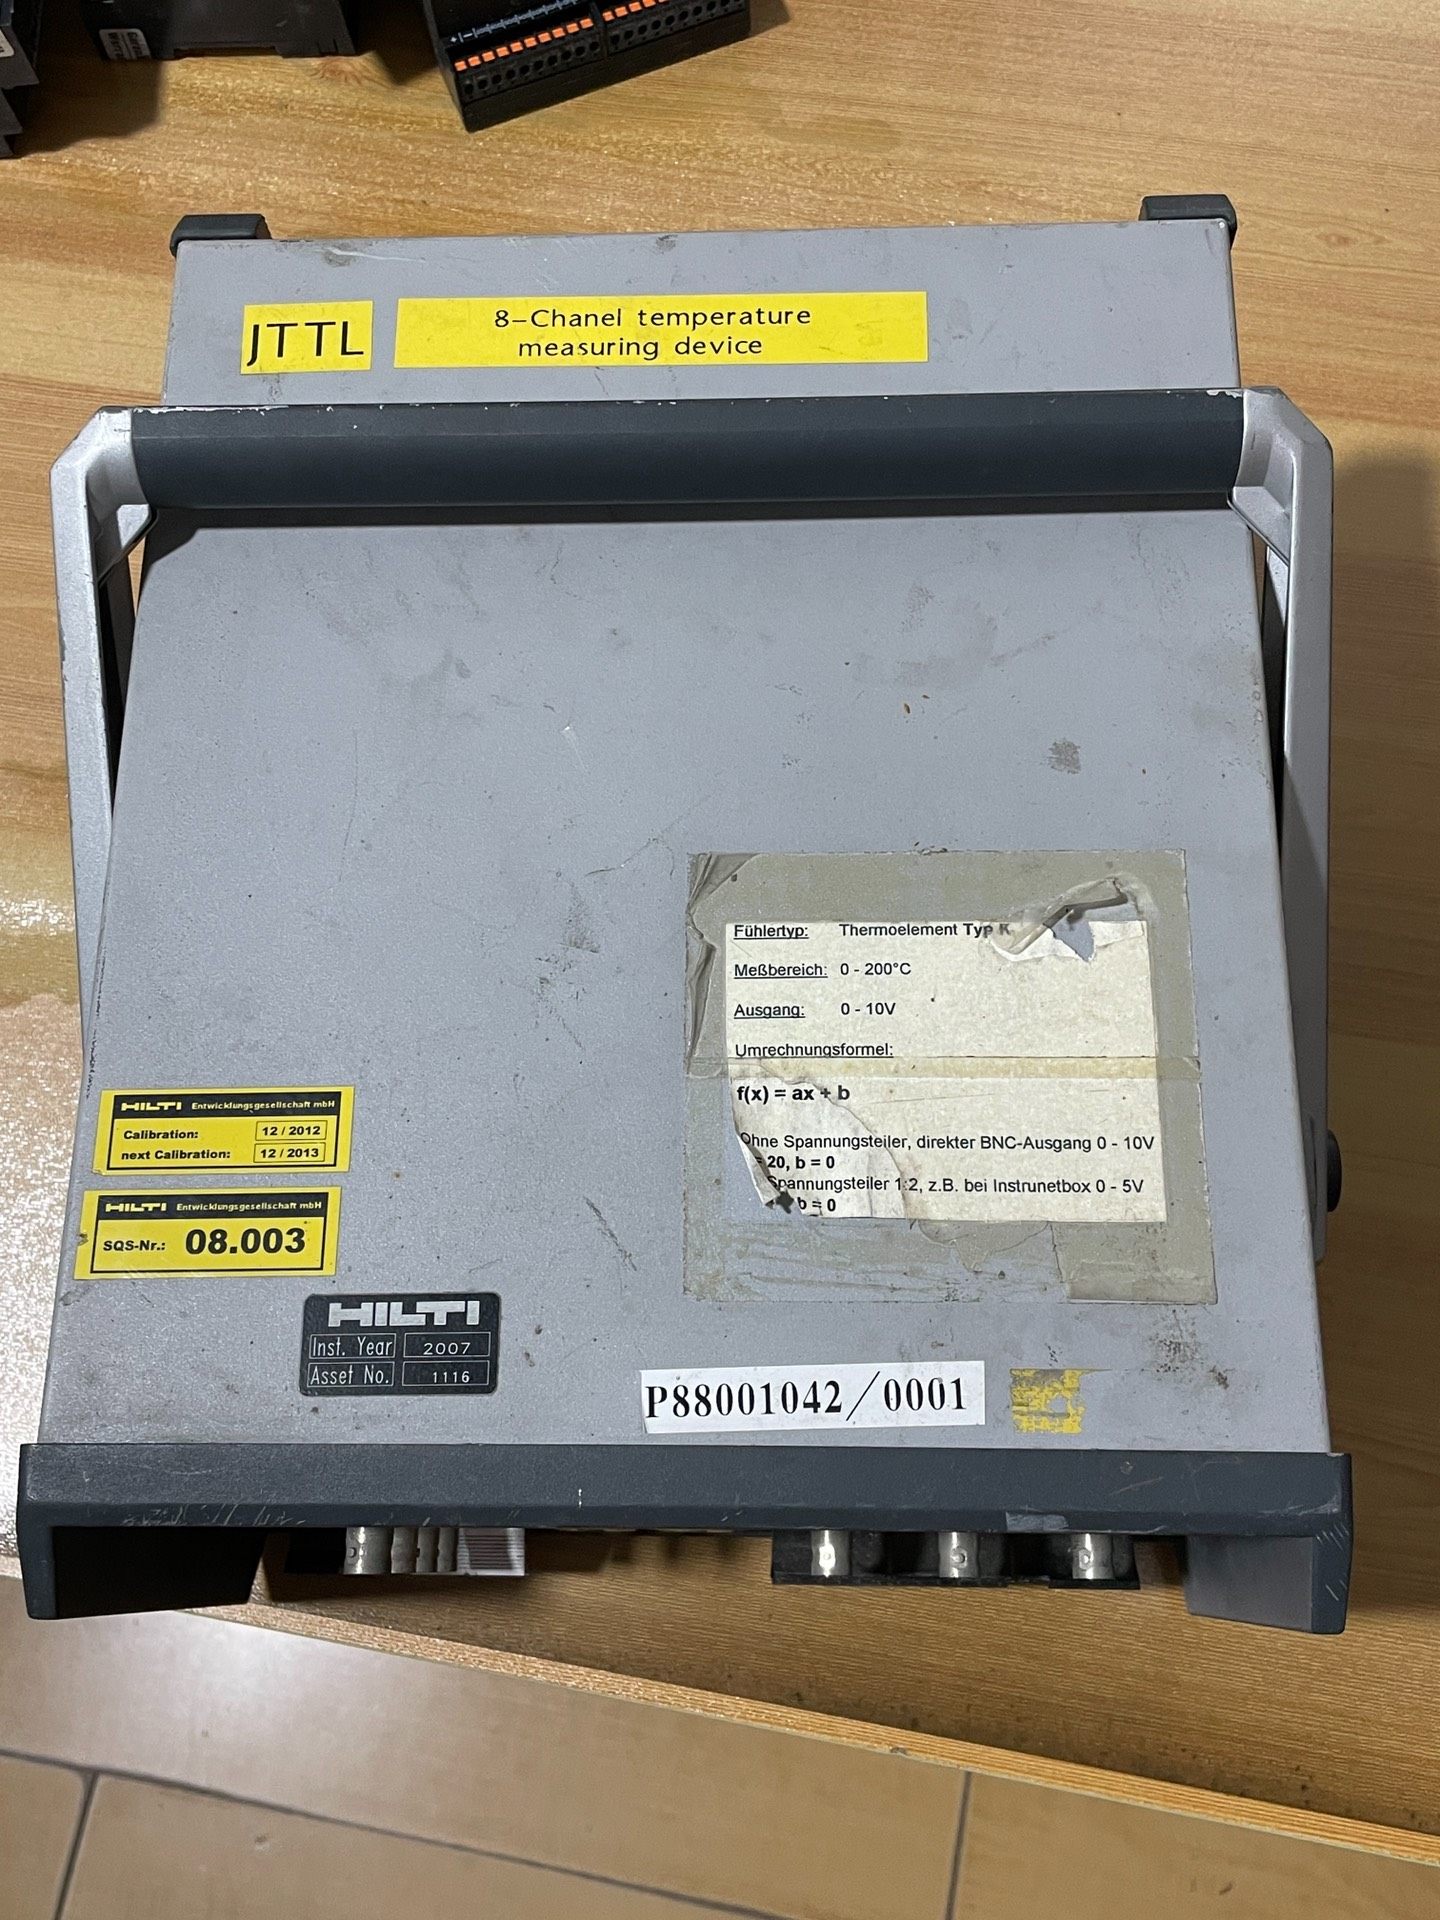 JTTL
8-Chanel temperature
measuring device
Fühlertyp: Thermoelement Typ K
Meßbereich: 0 - 200°C
Ausgang: 0 - 10V
Umrechnungsformel:
f(x) = ax + b
Ohne Spannungsteiler, direkter BNC-Ausgang 0 - 10V
= 20, b = 0
Spannungsteiler 1:2, z.B. bei Instrunetbox 0 - 5V
b = 0
HILTI Entwicklungsgesellschaft mbH
Calibration: 12 / 2012
next Calibration: 12 / 2013
HILTI Entwicklungsgesellschaft mbH
SQS-Nr.: 08.003
HILTI
Inst. Year 2007
Asset No. 1116
P88001042/0001